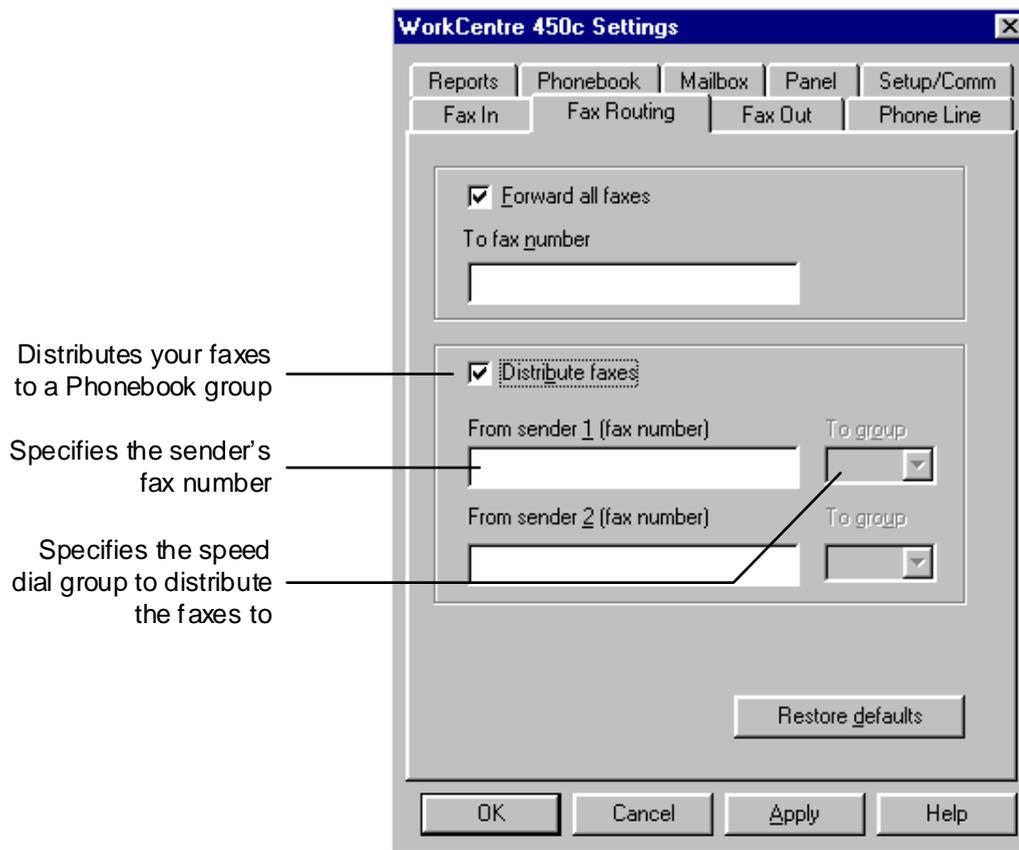 WorkCentre 450c Settings
Reports Phonebook Mailbox Panel Setup/Comm
Fax In Fax Routing Fax Out Phone Line
Forward all faxes
To fax number
Distributes your faxes
to a Phonebook group
Distribute faxes
From sender 1 (fax number) To group
Specifies the sender's
fax number
From sender 2 (fax number) To group
Specifies the speed
dial group to distribute
the faxes to
Restore defaults
OK Cancel Apply Help